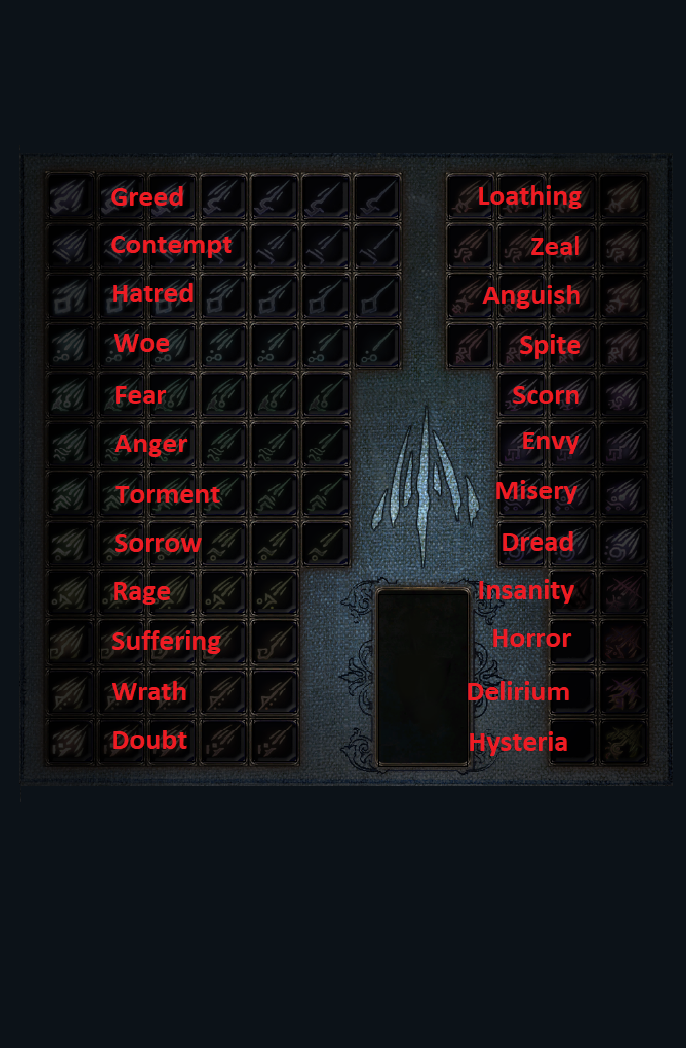 Greed
Contempt
Hatred
Woe
Fear
Anger
Torment
Sorrow
Rage
Suffering
Wrath
Doubt
Loathing
Zeal
Anguish
Spite
Scorn
Envy
Misery
Dread
Insanity
Horror
Delirium
Hysteria